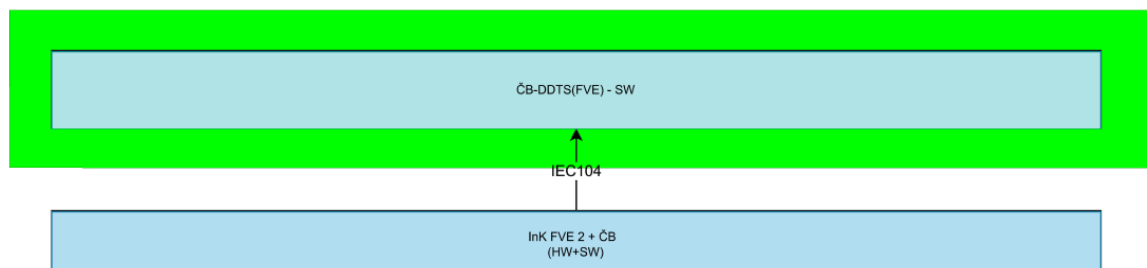 ČB-DDTS(FVE) - SW
IEC104
InK FVE 2 + ČB
(HW+SW)